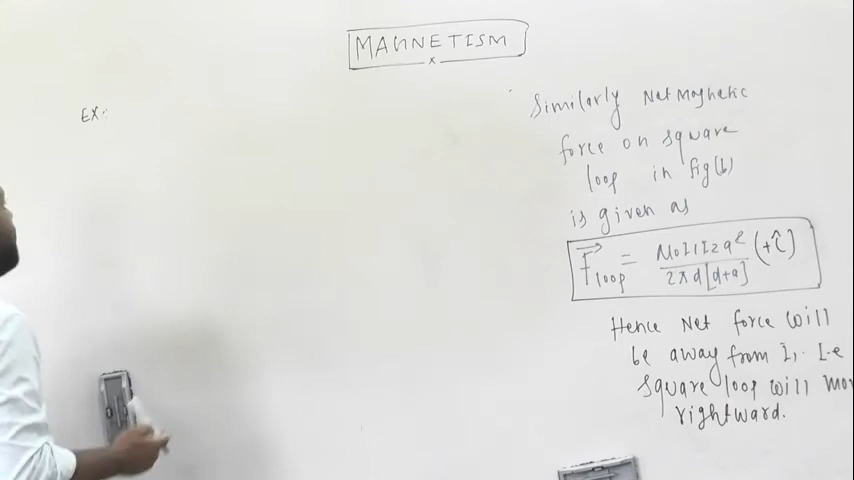 MAGNETISM
x
EX:
Similarly Net Magnetic
force on square
loop in fig(b)
is given as
F⃗loop = μ0I1I2a² / 2πd[d+a] (+î)
Hence Net force will
be away from I1. I.e
square loop will mov
rightward.